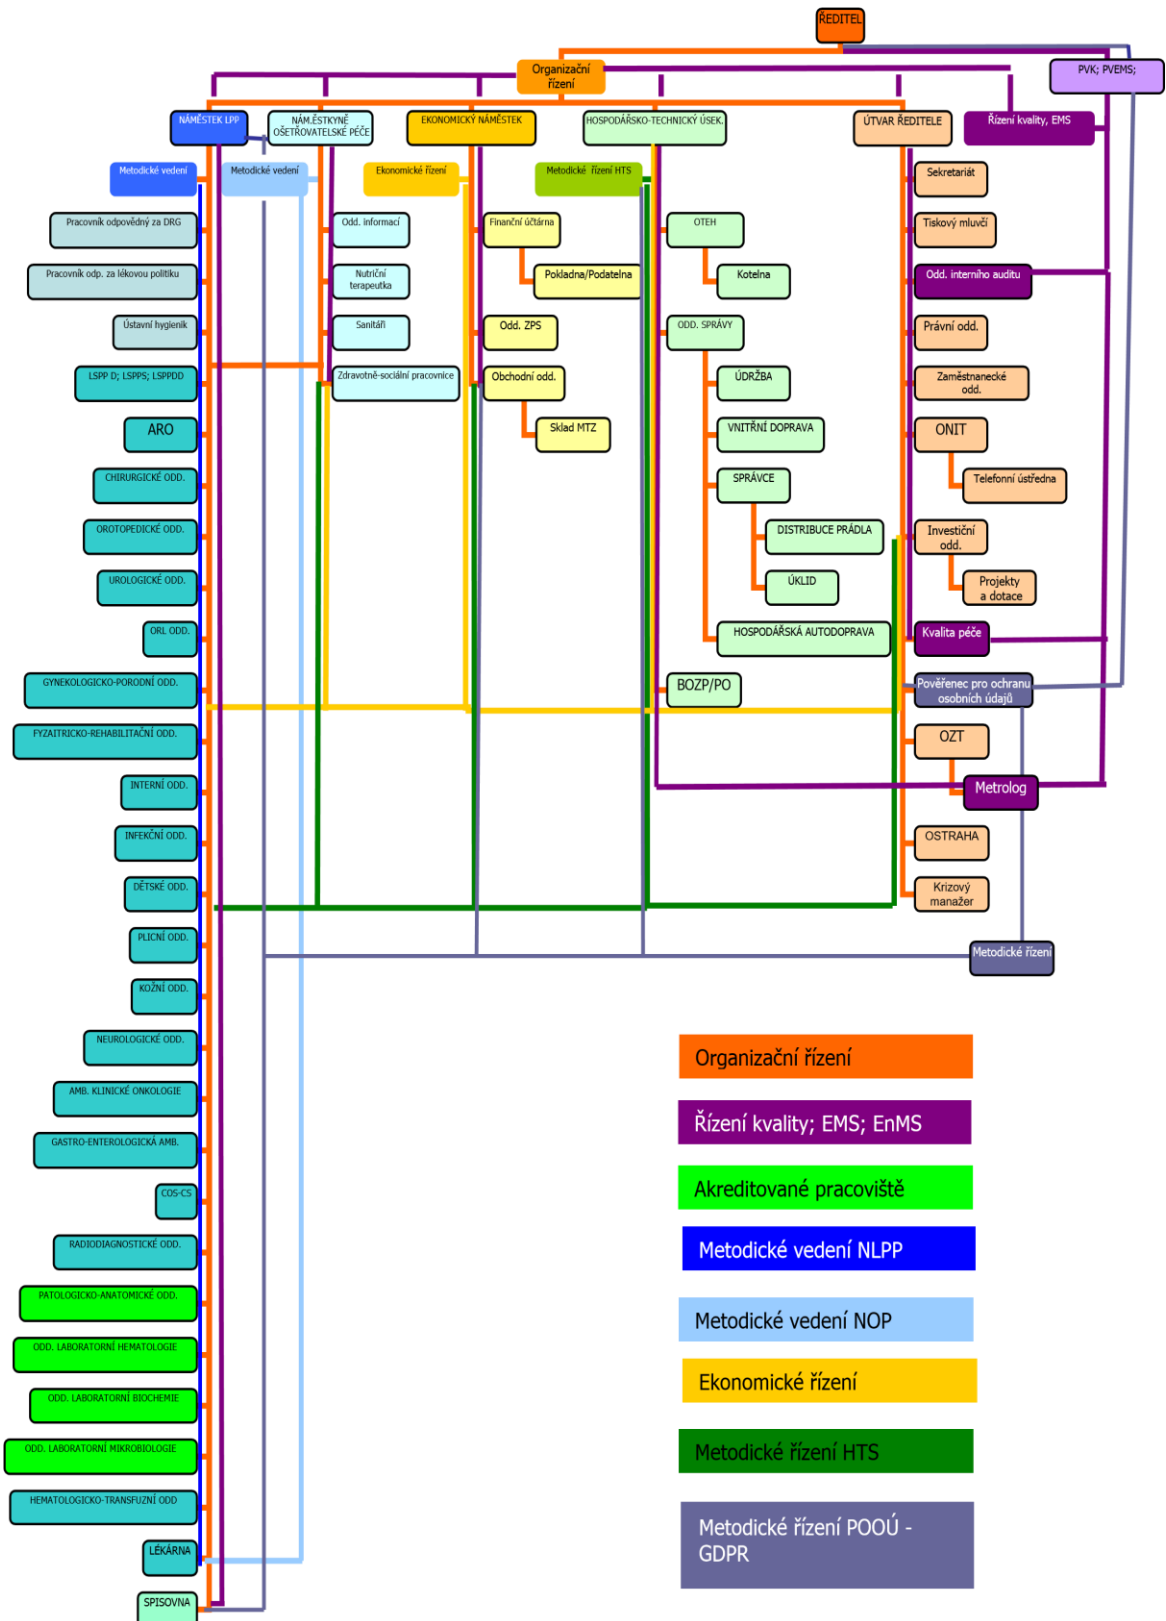 ŘEDITEL
Organizační
řízení
PVK; PVEMS;
NÁMĚSTEK LPP
NÁM.ĚSTKYNĚ
OŠETŘOVATELSKÉ PÉČE
EKONOMICKÝ NÁMĚSTEK
HOSPODÁŘSKO-TECHNICKÝ ÚSEK.
ÚTVAR ŘEDITELE
Řízení kvality, EMS
Metodické vedení
Metodické vedení
Ekonomické řízení
Metodické  řízení HTS
Sekretariát
Pracovník odpovědný za DRG
Odd. informací
Finanční účtárna
OTEH
Tiskový mluvčí
Pracovník odp. za lékovou politiku
Nutriční
terapeutka
Pokladna/Podatelna
Kotelna
Odd. interního auditu
Ústavní hygienik
Sanitáři
Odd. ZPS
ODD. SPRÁVY
Právní odd.
LSPP D; LSPPS; LSPPDD
Zdravotně-sociální pracovnice
Obchodní odd.
ÚDRŽBA
Zaměstnanecké
odd.
ARO
Sklad MTZ
VNITŘNÍ DOPRAVA
ONIT
CHIRURGICKÉ ODD.
SPRÁVCE
Telefonní ústředna
OROTOPEDICKÉ ODD.
DISTRIBUCE PRÁDLA
Investiční
odd.
UROLOGICKÉ ODD.
ÚKLID
Projekty
a dotace
ORL ODD.
HOSPODÁŘSKÁ AUTODOPRAVA
Kvalita péče
GYNEKOLOGICKO-PORODNÍ ODD.
BOZP/PO
Pověřenec pro ochranu
osobních údajů
FYZAITRICKO-REHABILITAČNÍ ODD.
OZT
INTERNÍ ODD.
Metrolog
INFEKČNÍ ODD.
OSTRAHA
DĚTSKÉ ODD.
Krizový
manažer
PLICNÍ ODD.
Metodické řízení
KOŽNÍ ODD.
NEUROLOGICKÉ ODD.
AMB. KLINICKÉ ONKOLOGIE
GASTRO-ENTEROLOGICKÁ AMB.
COS-CS
RADIODIAGNOSTICKÉ ODD.
PATOLOGICKO-ANATOMICKÉ ODD.
ODD. LABORATORNÍ HEMATOLOGIE
ODD. LABORATORNÍ BIOCHEMIE
ODD. LABORATORNÍ MIKROBIOLOGIE
HEMATOLOGICKO-TRANSFUZNÍ ODD
LÉKÁRNA
SPISOVNA
Organizační řízení
Řízení kvality; EMS; EnMS
Akreditované pracoviště
Metodické vedení NLPP
Metodické vedení NOP
Ekonomické řízení
Metodické řízení HTS
Metodické řízení POOÚ -
GDPR